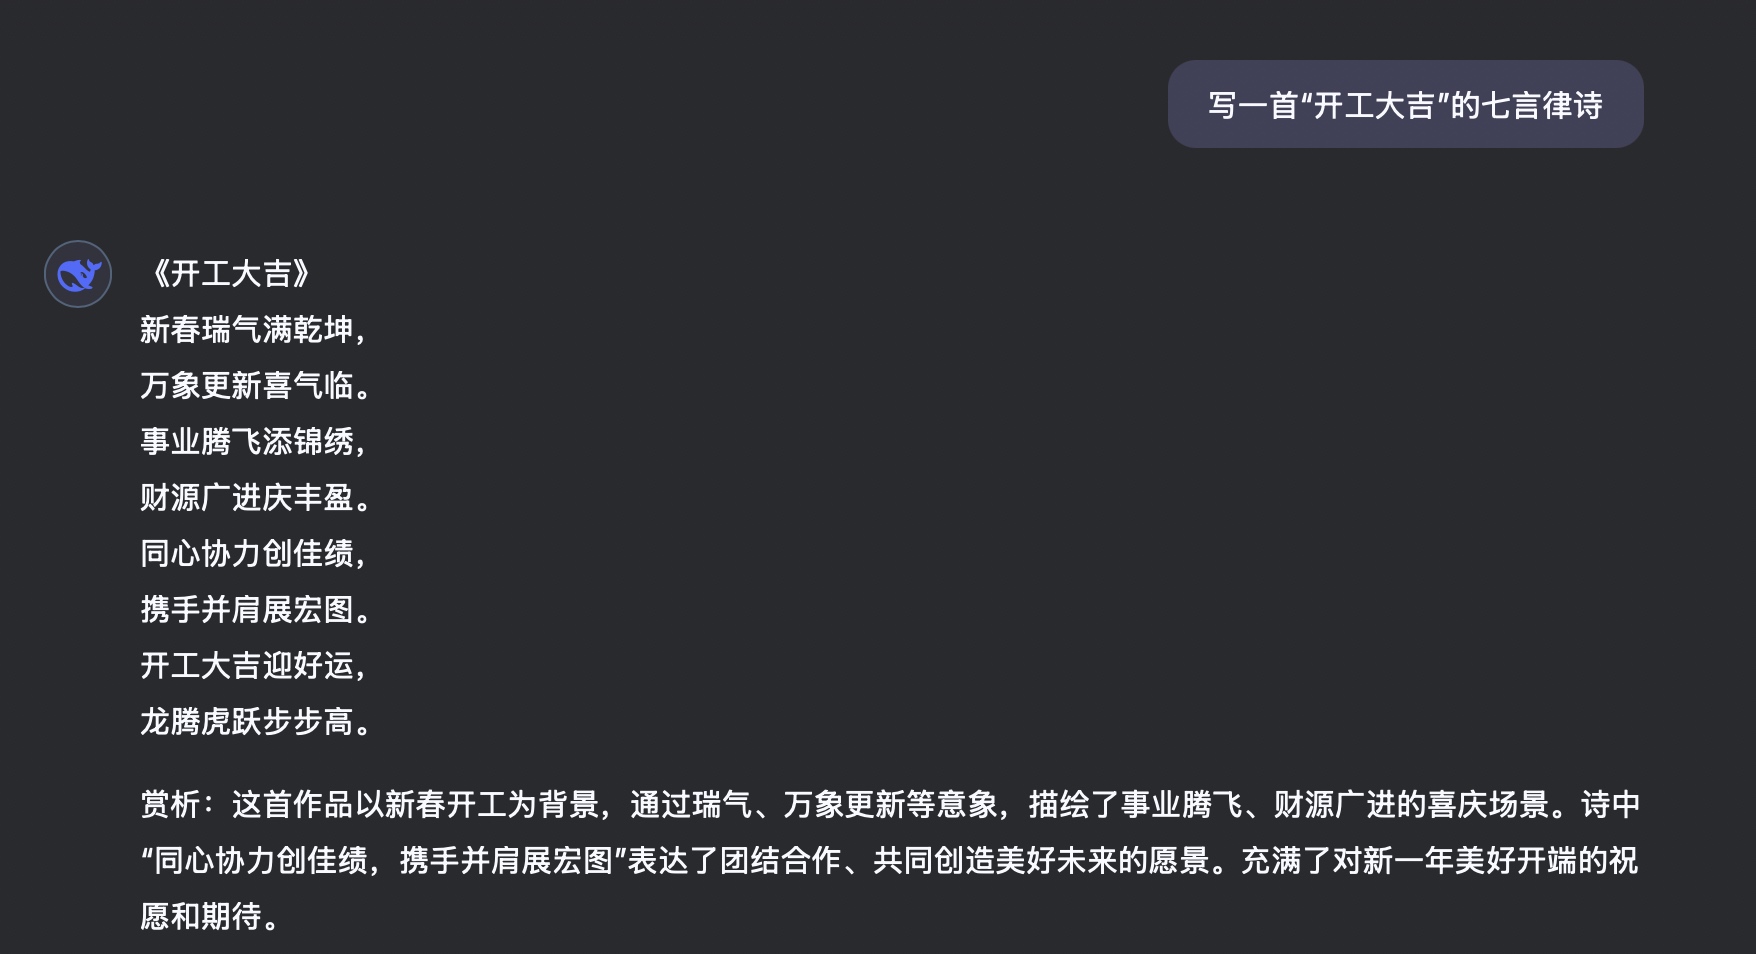 写一首“开工大吉”的七言律诗
《开工大吉》
新春瑞气满乾坤，
万象更新喜气临。
事业腾飞添锦绣，
财源广进庆丰盈。
同心协力创佳绩，
携手并肩展宏图。
开工大吉迎好运，
龙腾虎跃步步高。
赏析：这首作品以新春开工为背景，通过瑞气、万象更新等意象，描绘了事业腾飞、财源广进的喜庆场景。诗中
“同心协力创佳绩，携手并肩展宏图”表达了团结合作、共同创造美好未来的愿景。充满了对新一年美好开端的祝
愿和期待。